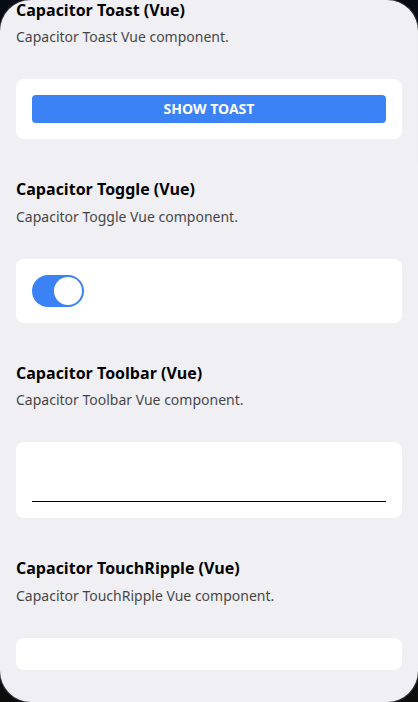 Capacitor Toast (Vue)
Capacitor Toast Vue component.
SHOW TOAST
Capacitor Toggle (Vue)
Capacitor Toggle Vue component.
Capacitor Toolbar (Vue)
Capacitor Toolbar Vue component.
Capacitor TouchRipple (Vue)
Capacitor TouchRipple Vue component.